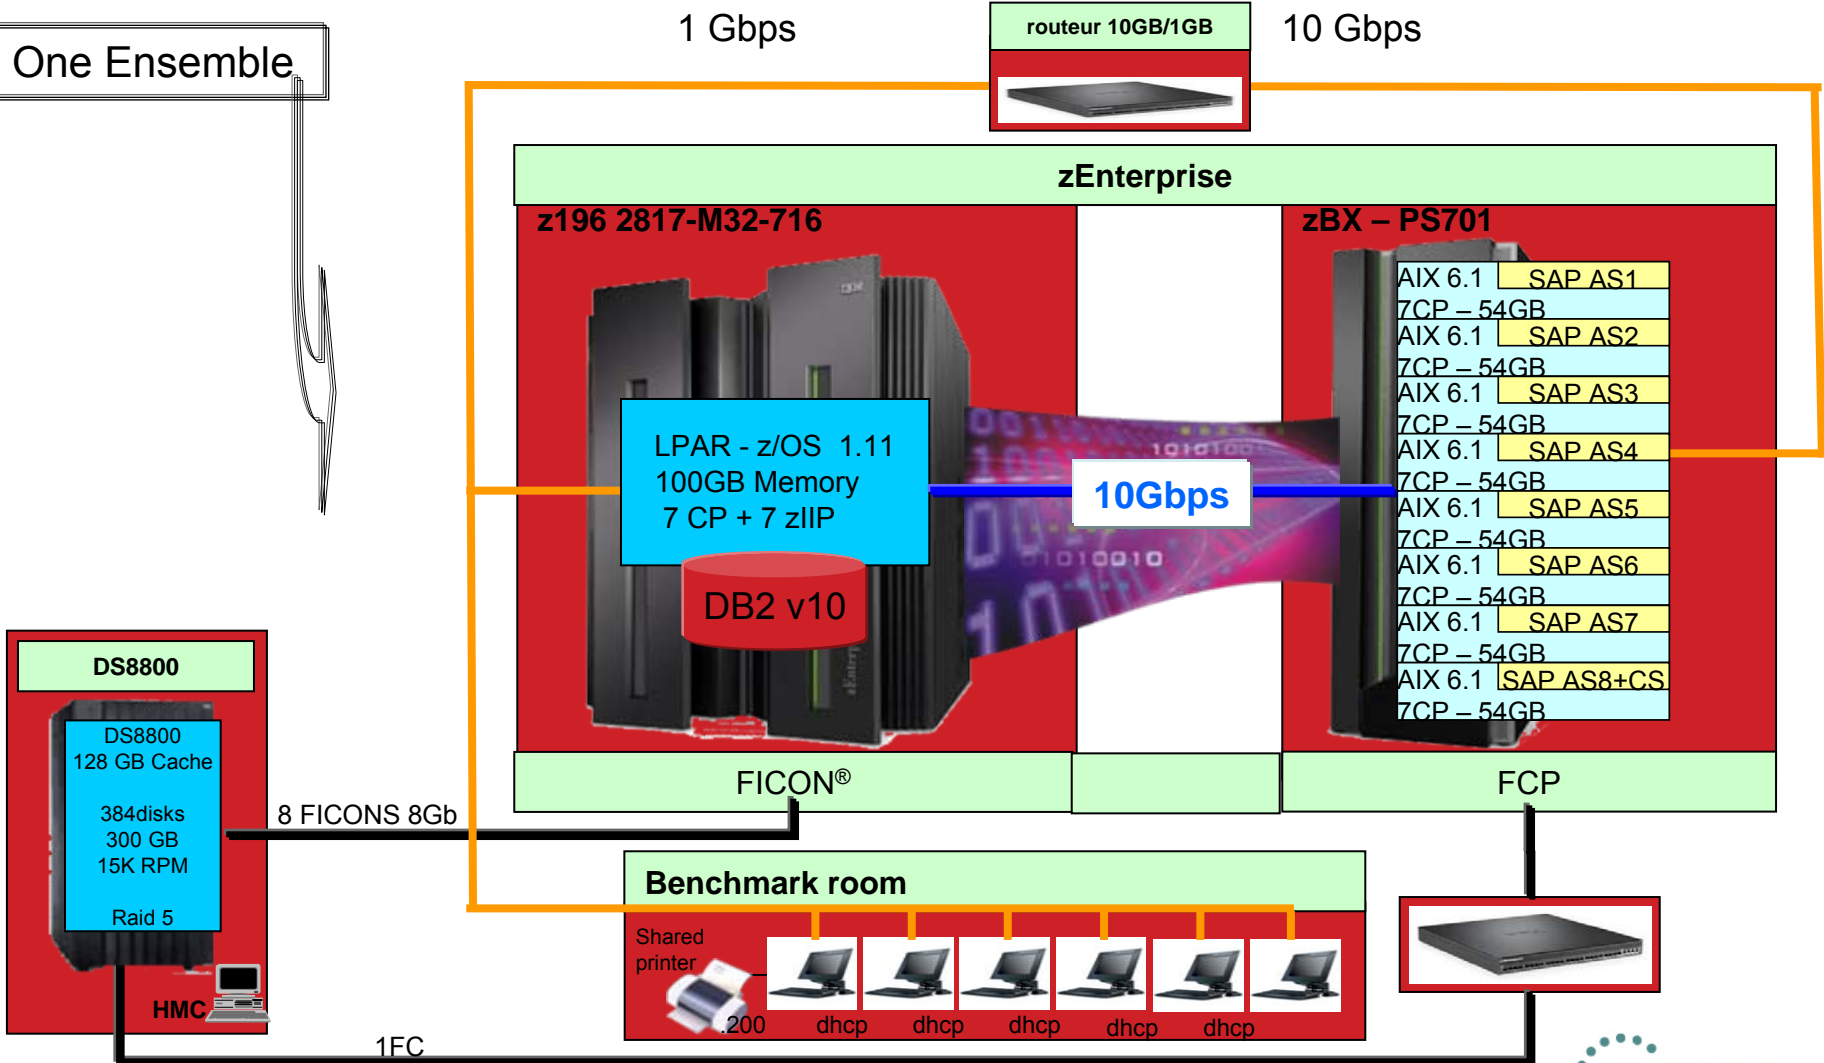 One Ensemble
1 Gbps
routeur 10GB/1GB
10 Gbps
zEnterprise
z196 2817-M32-716
zBX – PS701
IBM
LPAR - z/OS 1.11
100GB Memory
7 CP + 7 zIIP
DB2 v10
10Gbps
AIX 6.1 SAP AS1
7CP – 54GB
AIX 6.1 SAP AS2
7CP – 54GB
AIX 6.1 SAP AS3
7CP – 54GB
AIX 6.1 SAP AS4
7CP – 54GB
AIX 6.1 SAP AS5
7CP – 54GB
AIX 6.1 SAP AS6
7CP – 54GB
AIX 6.1 SAP AS7
7CP – 54GB
AIX 6.1 SAP AS8+CS
7CP – 54GB
FICON®
FCP
DS8800
DS8800
128 GB Cache
384disks
300 GB
15K RPM
Raid 5
HMC
8 FICONS 8Gb
1FC
Benchmark room
Shared
printer
.200
dhcp
dhcp
dhcp
dhcp
dhcp